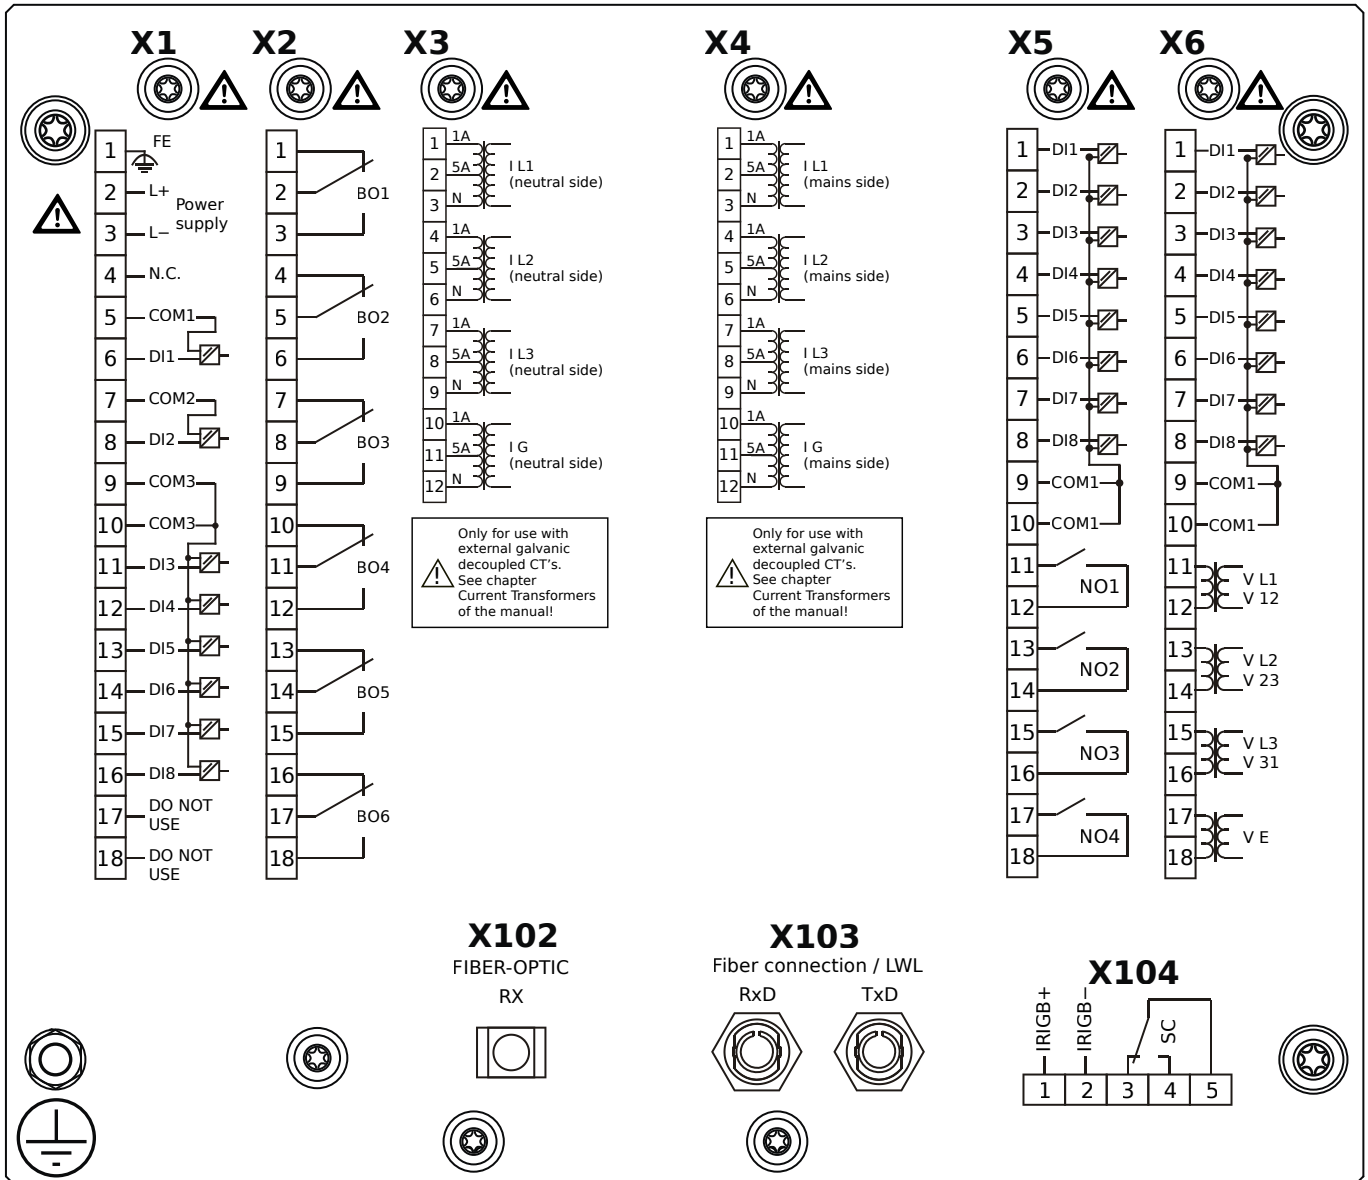 X1
X2
X3
X4
X5
X6
1
FE
2
L+
Power
supply
3
L−
4
N.C.
5
COM1
6
DI1
7
COM2
8
DI2
9
COM3
10
COM3
11
DI3
12
DI4
13
DI5
14
DI6
15
DI7
16
DI8
17
DO NOT
USE
18
DO NOT
USE
1
2
BO1
3
4
5
BO2
6
7
8
BO3
9
10
11
BO4
12
13
14
BO5
15
16
17
BO6
18
1
1A
2
5A
I L1
(neutral side)
3
N
4
1A
5
5A
I L2
(neutral side)
6
N
7
1A
8
5A
I L3
(neutral side)
9
N
10
1A
11
5A
I G
(neutral side)
12
N
Only for use with
external galvanic
decoupled CT's.
See chapter
Current Transformers
of the manual!
1
1A
2
5A
I L1
(mains side)
3
N
4
1A
5
5A
I L2
(mains side)
6
N
7
1A
8
5A
I L3
(mains side)
9
N
10
1A
11
5A
I G
(mains side)
12
N
Only for use with
external galvanic
decoupled CT's.
See chapter
Current Transformers
of the manual!
1
DI1
2
DI2
3
DI3
4
DI4
5
DI5
6
DI6
7
DI7
8
DI8
9
COM1
10
COM1
11
NO1
12
13
NO2
14
15
NO3
16
17
NO4
18
1
DI1
2
DI2
3
DI3
4
DI4
5
DI5
6
DI6
7
DI7
8
DI8
9
COM1
10
COM1
11
V L1
V 12
12
13
V L2
V 23
14
15
V L3
V 31
16
17
V E
18
X102
FIBER-OPTIC
RX
X103
Fiber connection / LWL
RxD
TxD
X104
IRIGB+
IRIGB−
SC
1
2
3
4
5